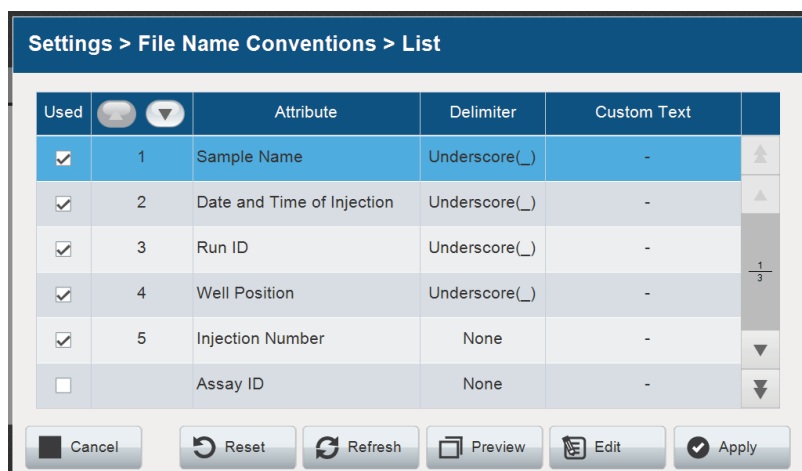 Settings > File Name Conventions > List
Used Attribute Delimiter Custom Text
1 Sample Name Underscore(_) -
2 Date and Time of Injection Underscore(_) -
3 Run ID Underscore(_) -
4 Well Position Underscore(_) -
5 Injection Number None -
Assay ID None -
1
3
Cancel Reset Refresh Preview Edit Apply